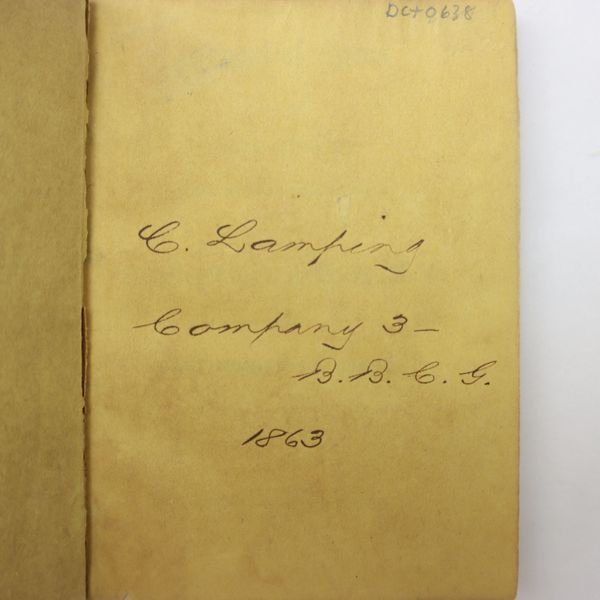 DC+0638
C. Lamping
Company 3 –
B. B. C. G.
1863